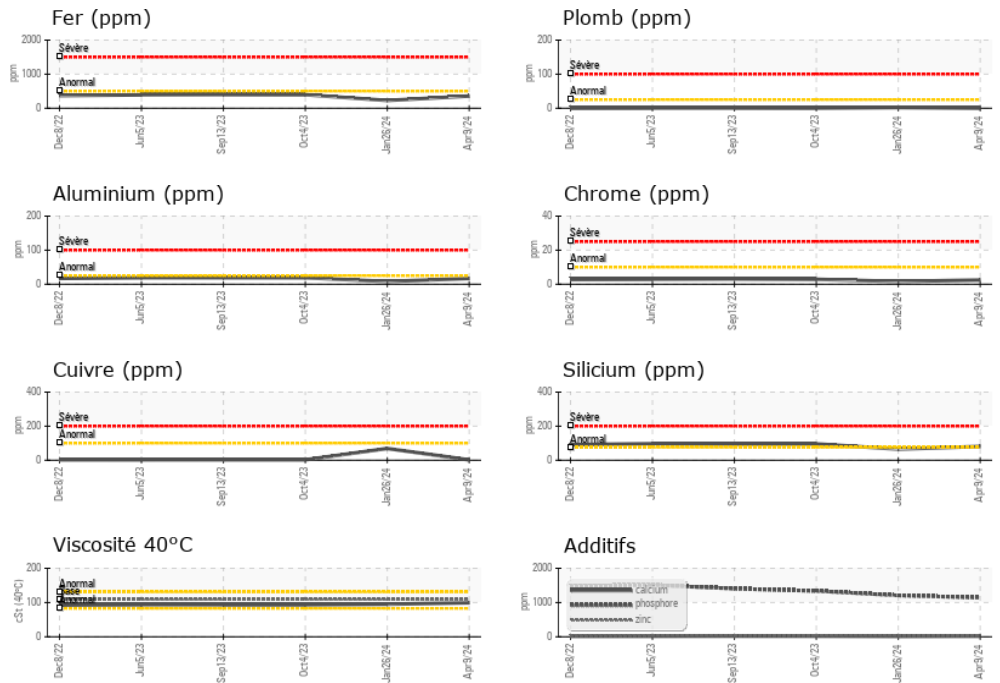 Fer (ppm)
2000
1000
0
ppm
Sévère
Anormal
Dec8/22
Jun5/23
Sep13/23
Oct4/23
Jan26/24
Apr9/24
Plomb (ppm)
200
100
0
ppm
Sévère
Anormal
Dec8/22
Jun5/23
Sep13/23
Oct4/23
Jan26/24
Apr9/24
Aluminium (ppm)
200
100
0
ppm
Sévère
Anormal
Dec8/22
Jun5/23
Sep13/23
Oct4/23
Jan26/24
Apr9/24
Chrome (ppm)
40
20
0
ppm
Sévère
Anormal
Dec8/22
Jun5/23
Sep13/23
Oct4/23
Jan26/24
Apr9/24
Cuivre (ppm)
400
200
0
ppm
Sévère
Anormal
Dec8/22
Jun5/23
Sep13/23
Oct4/23
Jan26/24
Apr9/24
Silicium (ppm)
400
200
0
ppm
Sévère
Anormal
Dec8/22
Jun5/23
Sep13/23
Oct4/23
Jan26/24
Apr9/24
Viscosité 40°C
200
100
0
cSt (40°C)
Anormal
Base
Anormal
Dec8/22
Jun5/23
Sep13/23
Oct4/23
Jan26/24
Apr9/24
Additifs
2000
1000
0
ppm
calcium
phosphore
zinc
Dec8/22
Jun5/23
Sep13/23
Oct4/23
Jan26/24
Apr9/24